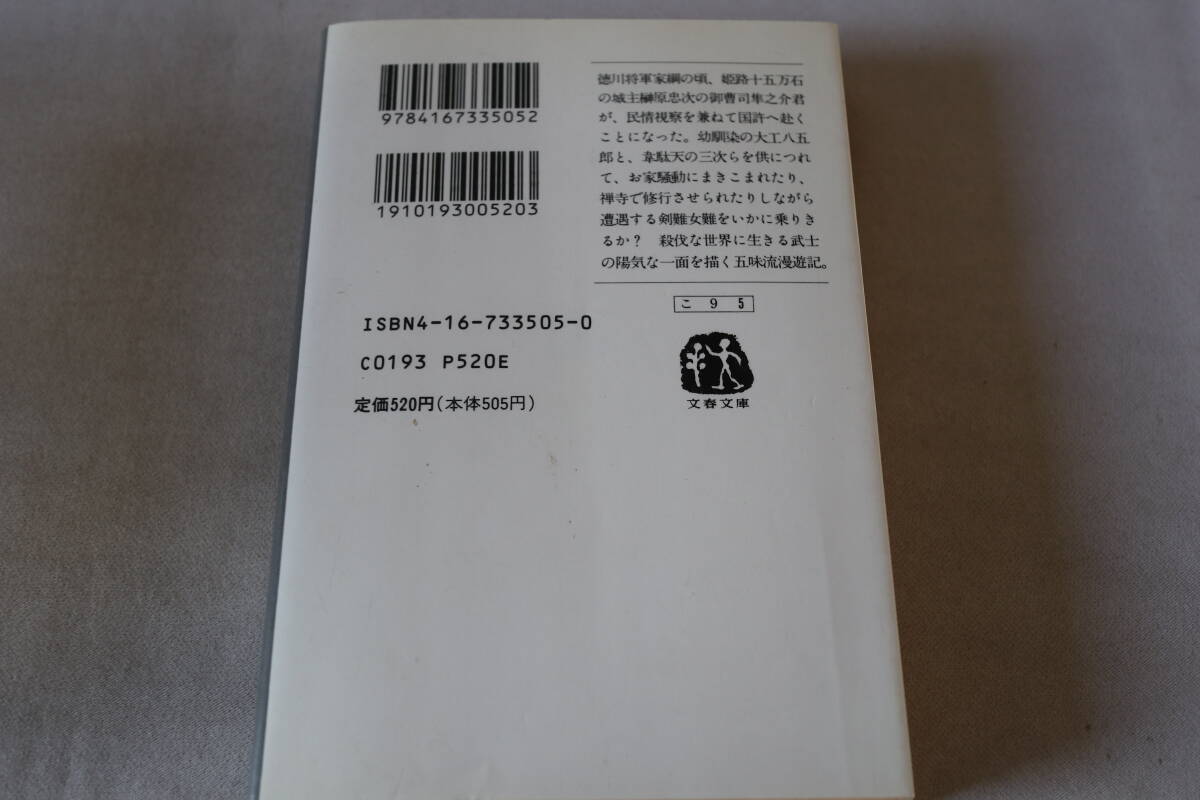 9784167335052
1910193005203
ISBN4-16-733505-0
C0193 P520E
定価520円(本体505円)
徳川将軍家綱の頃、姫路十五万石
の城主榊原忠次の御曹司隼之介君
が、民情視察を兼ねて国許へ赴く
ことになった。幼馴染の大工八五
郎と、韋駄天の三次らを供につれ
て、お家騒動にまきこまれたり、
禅寺で修行させられたりしながら
遭遇する剣難女難をいかに乗りき
るか？　殺伐な世界に生きる武士
の陽気な一面を描く五味流漫遊記。
こ 9 5
文春文庫